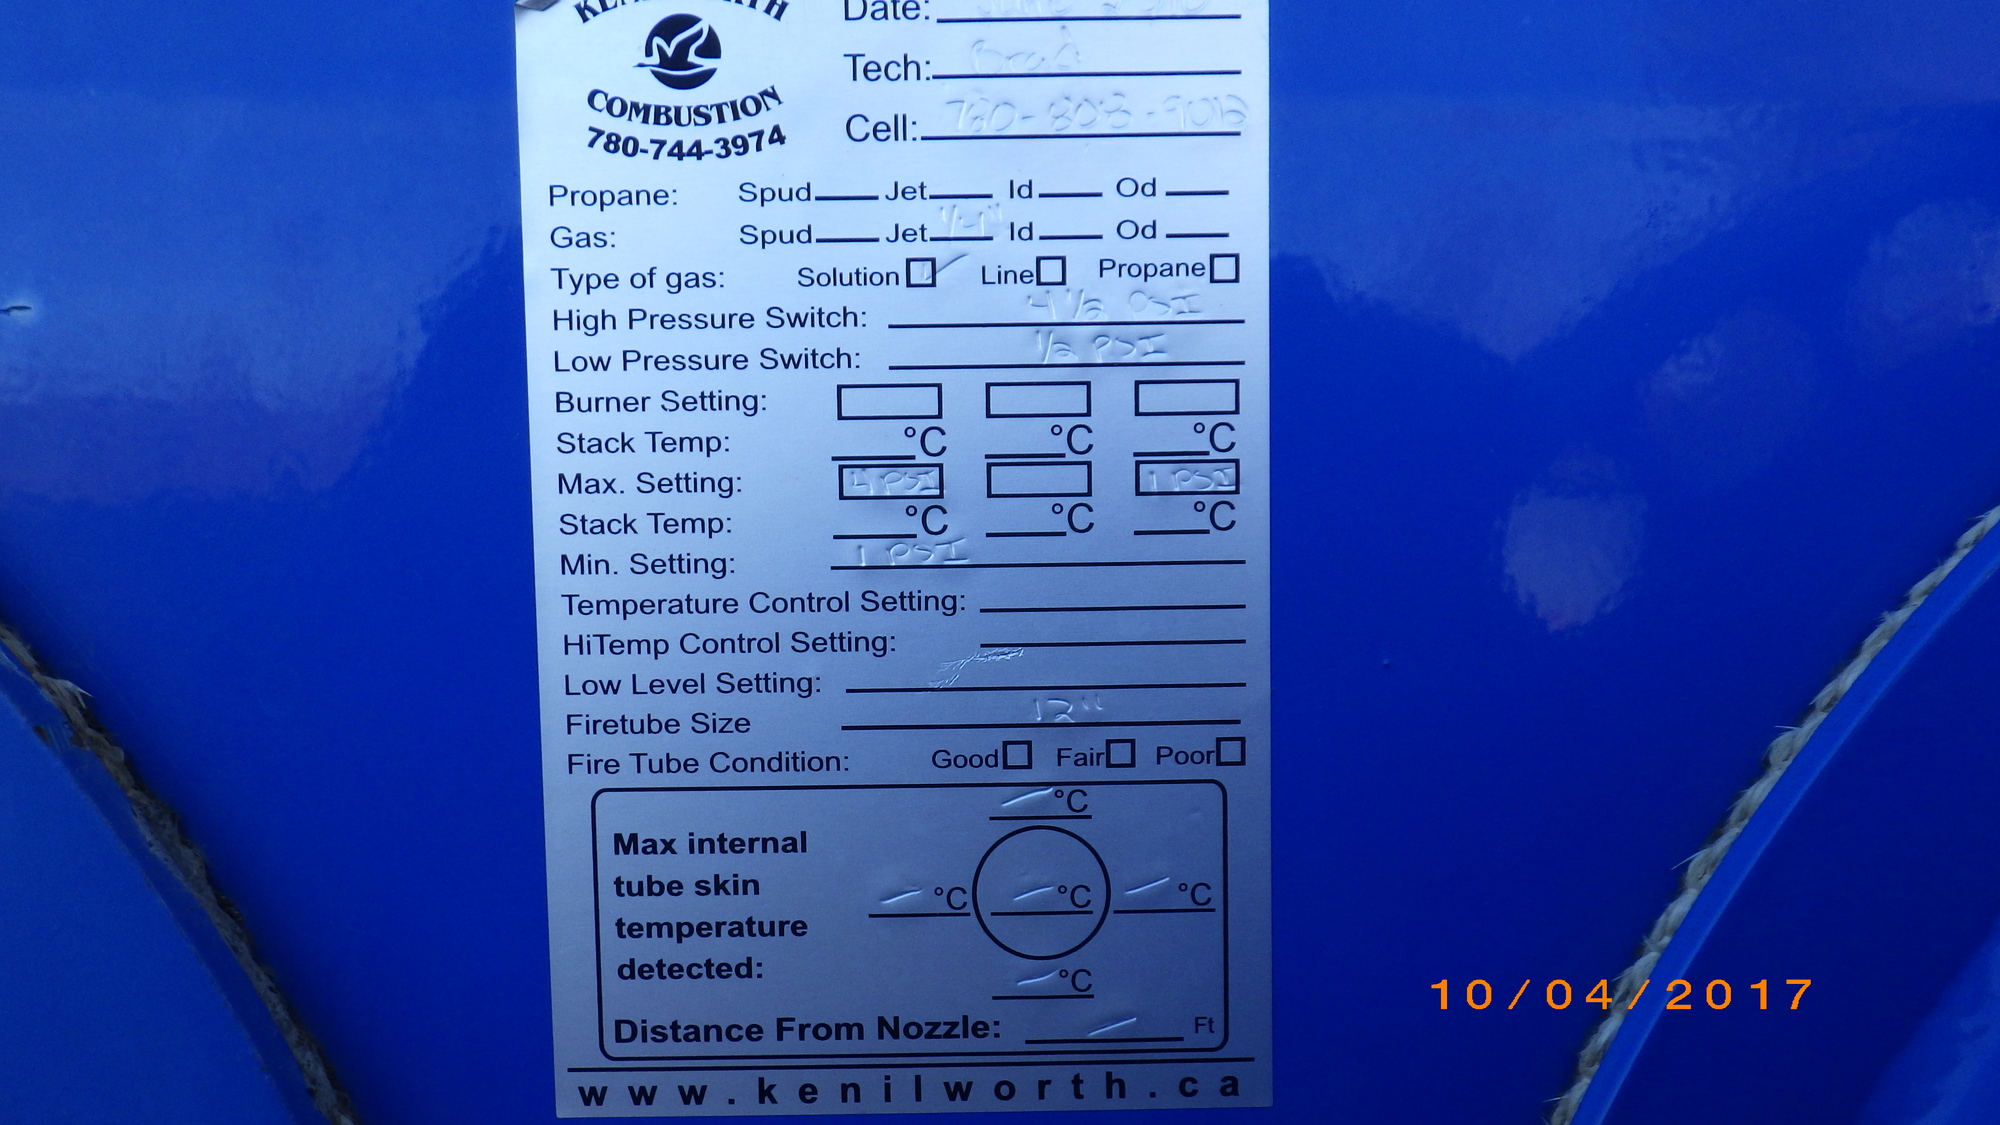 KENILWORTH
COMBUSTION
780-744-3974
Date:
Tech: Brad
Cell: 780-808-9012
Propane: Spud Jet Id Od
Gas: Spud Jet 1/4" Id Od
Type of gas: Solution Line Propane
High Pressure Switch: 4 1/2 PSI
Low Pressure Switch: 1/2 PSI
Burner Setting:
Stack Temp: °C °C °C
Max. Setting: 4 PSI 1 PSI
Stack Temp: °C °C °C
Min. Setting: 1 PSI
Temperature Control Setting:
HiTemp Control Setting:
Low Level Setting:
Firetube Size 12"
Fire Tube Condition: Good Fair Poor
°C
Max internal
tube skin
temperature
detected:
°C °C °C
°C
Distance From Nozzle: Ft
www.kenilworth.ca
10/04/2017